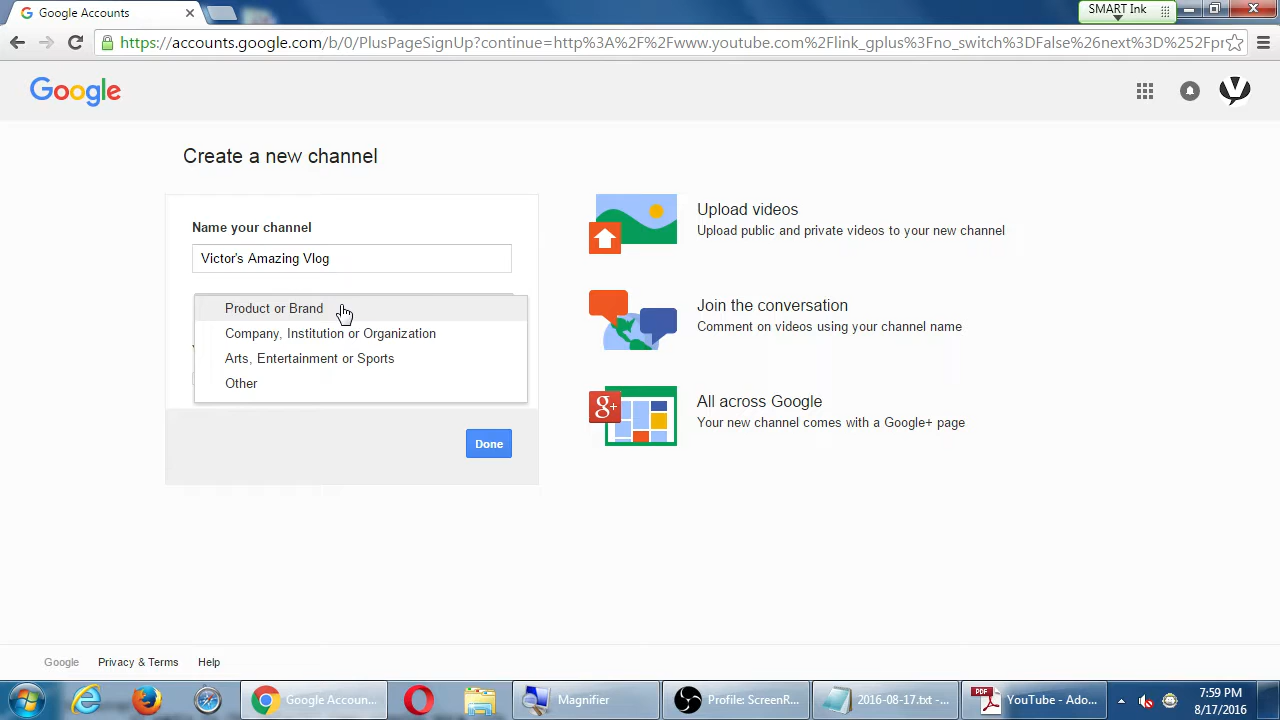 Google Accounts
SMART Ink
https://accounts.google.com/b/0/PlusPageSignUp?continue=http%3A%2F%2Fwww.youtube.com%2Flink_gplus%3Fno_switch%3DFalse%26next%3D%252Fpr
Google
Create a new channel
Name your channel
Victor's Amazing Vlog
Product or Brand
Company, Institution or Organization
Arts, Entertainment or Sports
Other
Done
Upload videos
Upload public and private videos to your new channel
Join the conversation
Comment on videos using your channel name
g+
All across Google
Your new channel comes with a Google+ page
Google
Privacy & Terms
Help
Google Accoun...
Magnifier
Profile: ScreenR...
2016-08-17.txt -...
PDF
YouTube - Ado...
7:59 PM
8/17/2016